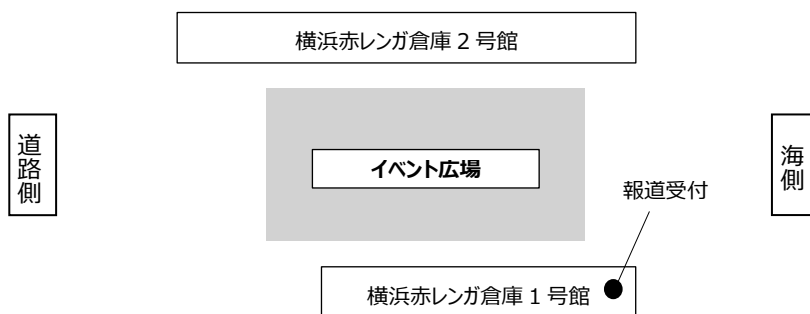 横浜赤レンガ倉庫２号館
道路側
イベント広場
海側
報道受付
横浜赤レンガ倉庫１号館